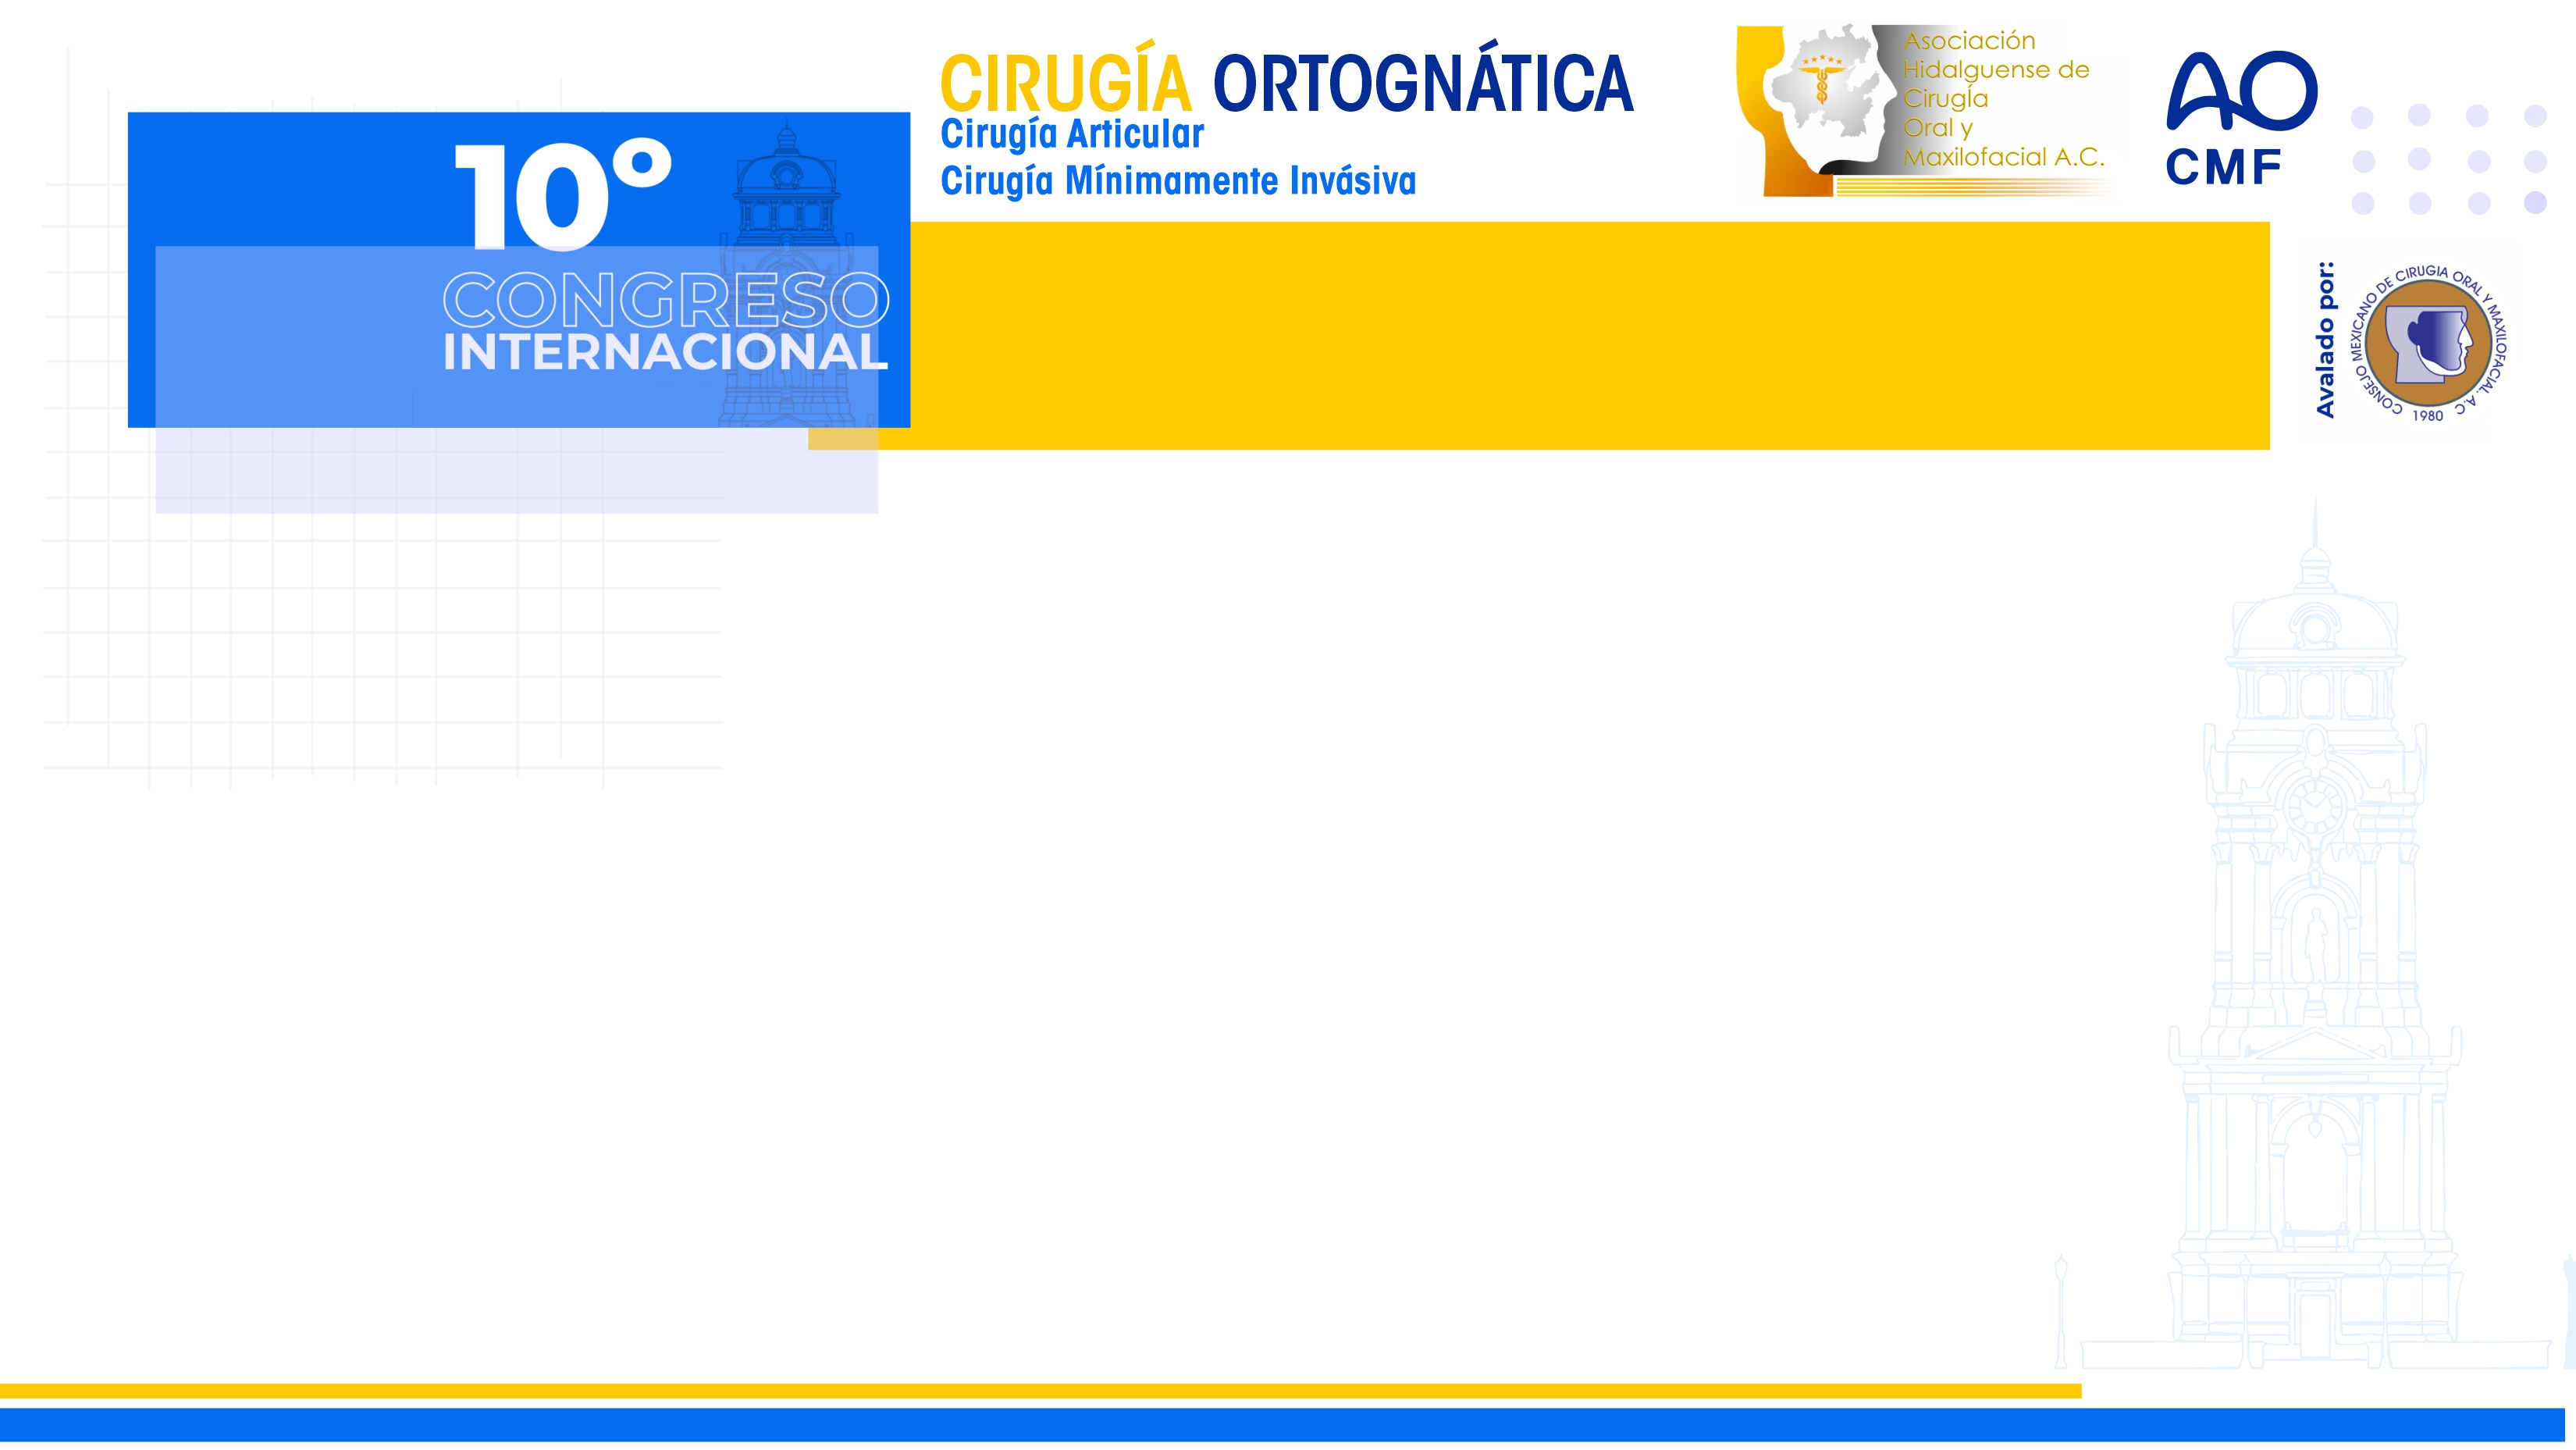 10º
CONGRESO
INTERNACIONAL
CIRUGÍA ORTOGNÁTICA
Cirugía Articular
Cirugía Mínimamente Invásiva
Asociación
Hidalguense de
Cirugía
Oral y
Maxilofacial A.C.
AO
CMF
Avalado por:
CONSEJO MEXICANO DE CIRUGIA ORAL Y MAXILOFACIAL, A.C.
1980